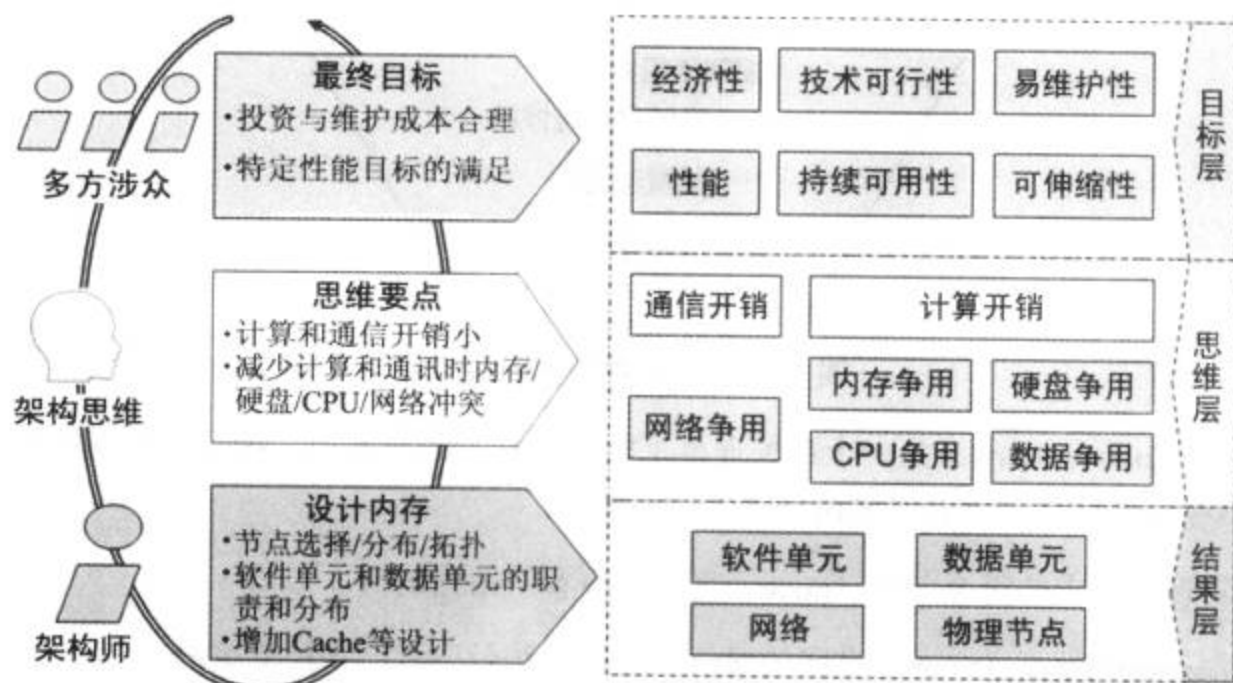 最终目标
·投资与维护成本合理
·特定性能目标的满足
多方涉众
经济性
技术可行性
易维护性
性能
持续可用性
可伸缩性
目标层
思维要点
·计算和通信开销小
·减少计算和通讯时内存/
硬盘/CPU/网络冲突
架构思维
通信开销
计算开销
内存争用
硬盘争用
网络争用
CPU争用
数据争用
思维层
设计内存
·节点选择/分布/拓扑
·软件单元和数据单元的职
责和分布
·增加Cache等设计
架构师
软件单元
数据单元
网络
物理节点
结果层